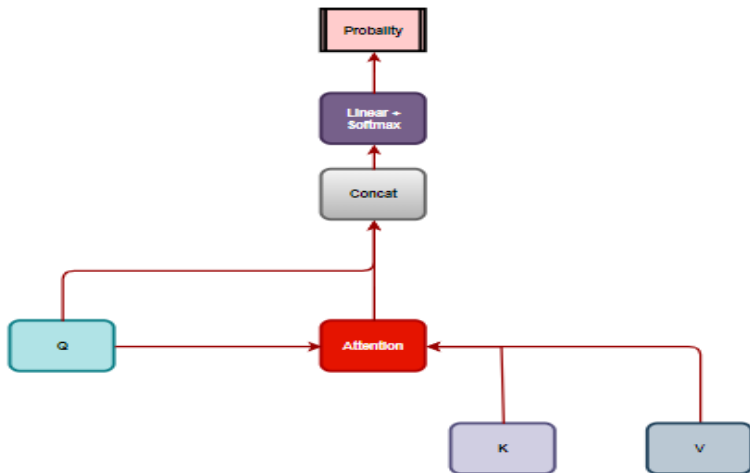 Probality
Linear +
Softmax
Concat
Q
Attention
K
V